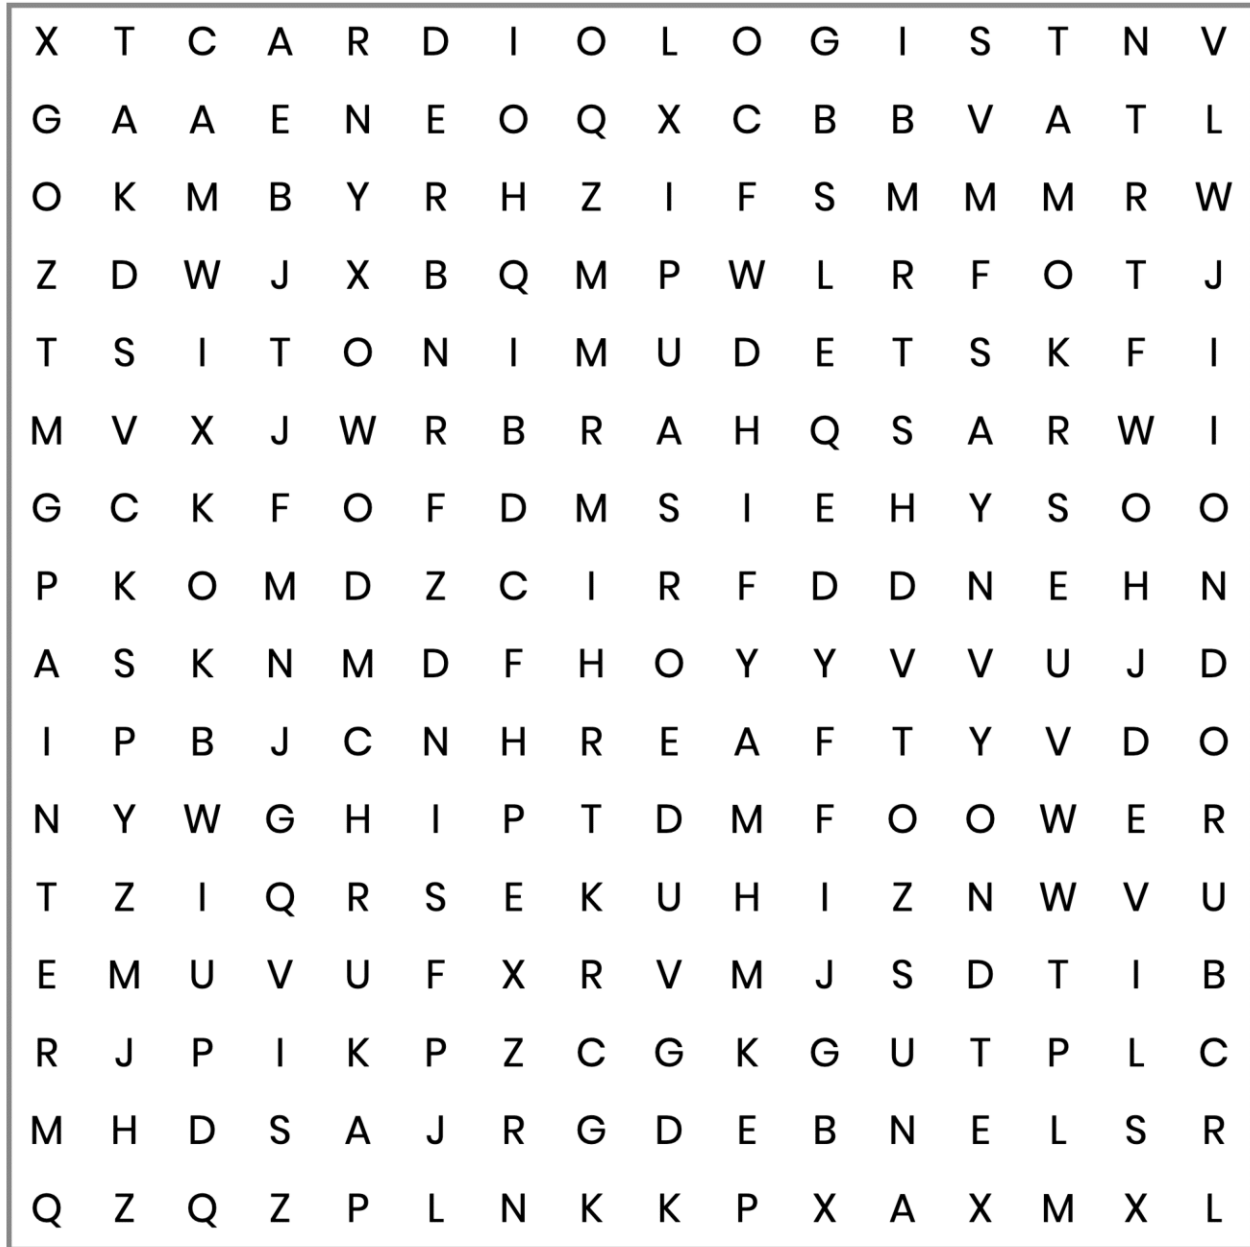 X T C A R D I O L O G I S T N V
G A A E N E O Q X C B B V A T L
O K M B Y R H Z I F S M M M R W
Z D W J X B Q M P W L R F O T J
T S I T O N I M U D E T S K F I
M V X J W R B R A H Q S A R W I
G C K F O F D M S I E H Y S O O
P K O M D Z C I R F D D N E H N
A S K N M D F H O Y Y V V U J D
I P B J C N H R E A F T Y V D O
N Y W G H I P T D M F O O W E R
T Z I Q R S E K U H I Z N W V U
E M U V U F X R V M J S D T I B
R J P I K P Z C G K G U T P L C
M H D S A J R G D E B N E L S R
Q Z Q Z P L N K K P X A X M X L